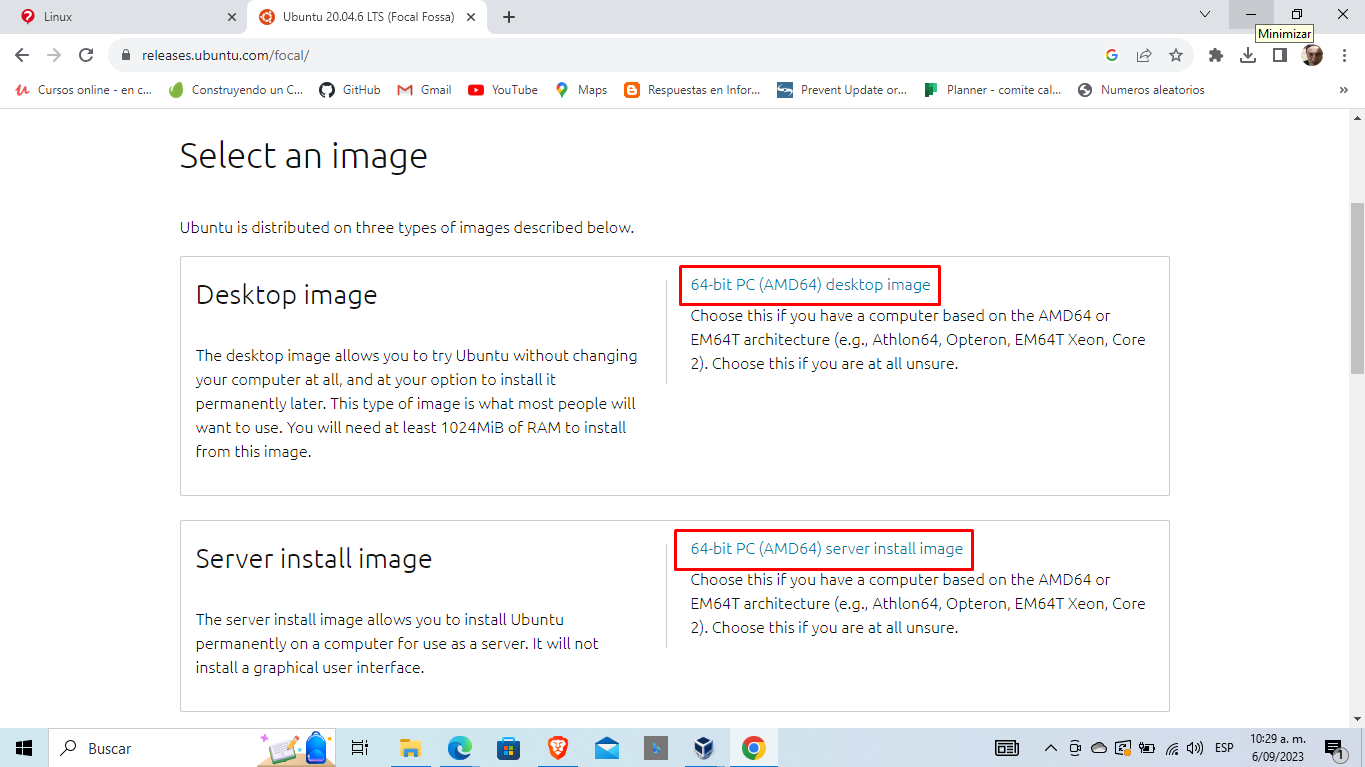 Linux
Ubuntu 20.04.6 LTS (Focal Fossa)
Minimizar
releases.ubuntu.com/focal/
Cursos online - en c...
Construyendo un C...
GitHub
Gmail
YouTube
Maps
Respuestas en Infor...
Prevent Update or...
Planner - comite cal...
Numeros aleatorios
»
Select an image
Ubuntu is distributed on three types of images described below.
Desktop image
The desktop image allows you to try Ubuntu without changing
your computer at all, and at your option to install it
permanently later. This type of image is what most people will
want to use. You will need at least 1024MiB of RAM to install
from this image.
64-bit PC (AMD64) desktop image
Choose this if you have a computer based on the AMD64 or
EM64T architecture (e.g., Athlon64, Opteron, EM64T Xeon, Core
2). Choose this if you are at all unsure.
Server install image
The server install image allows you to install Ubuntu
permanently on a computer for use as a server. It will not
install a graphical user interface.
64-bit PC (AMD64) server install image
Choose this if you have a computer based on the AMD64 or
EM64T architecture (e.g., Athlon64, Opteron, EM64T Xeon, Core
2). Choose this if you are at all unsure.
Buscar
ESP
10:29 a. m.
6/09/2023
1